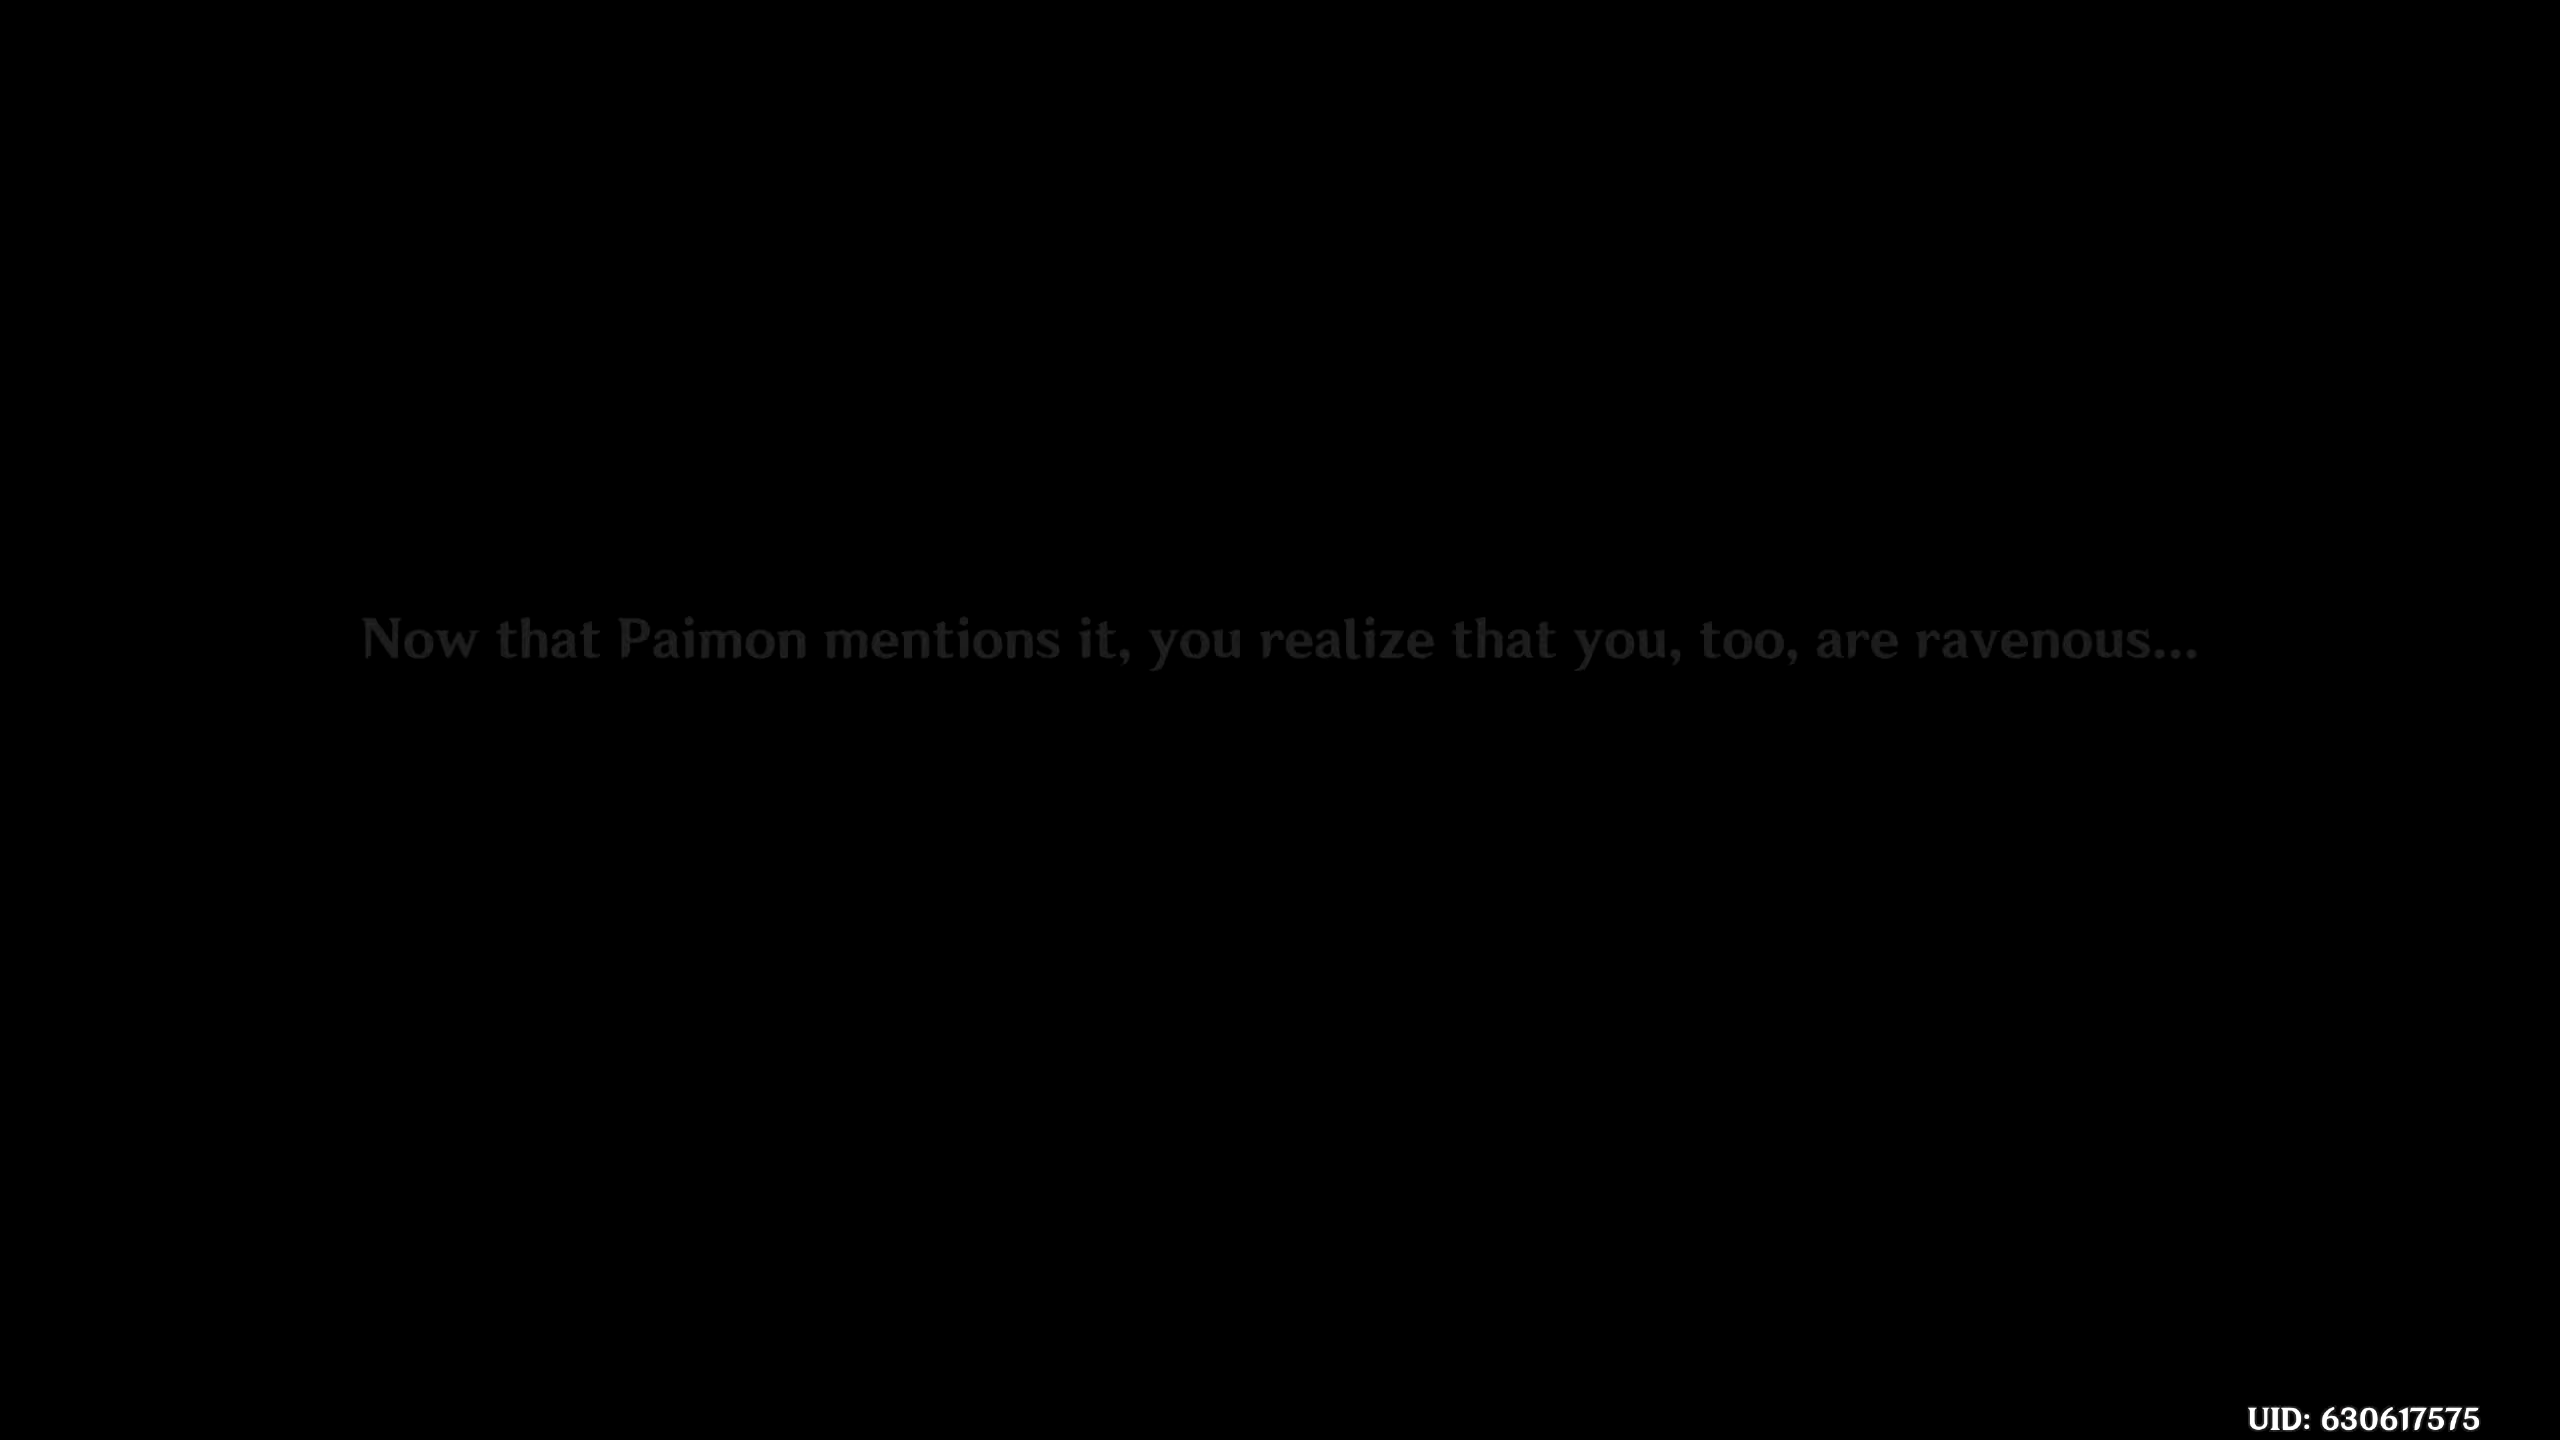 Now that Paimon mentions it, you realize that you, too, are ravenous...
UID: 630617575